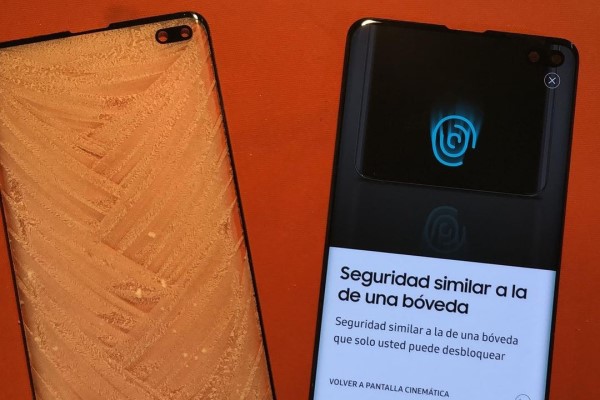 Seguridad similar a la
de una bóveda
Seguridad similar a la de una bóveda
que solo usted puede desbloquear
VOLVER A PANTALLA CINEMÁTICA